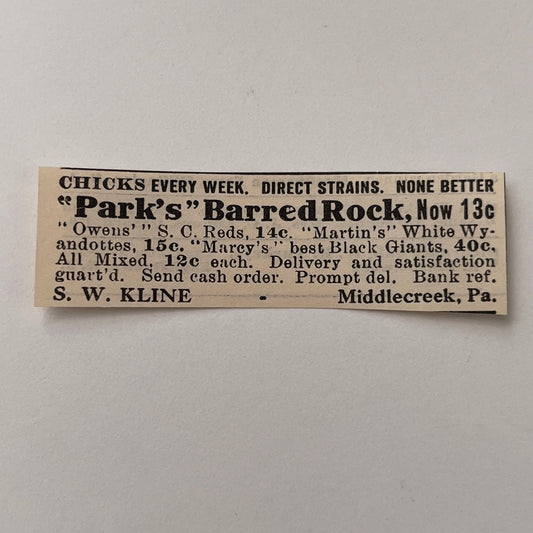 CHICKS EVERY WEEK. DIRECT STRAINS. NONE BETTER
"Park's" Barred Rock, Now 13c
"Owens'" S. C. Reds, 14c. "Martin's" White Wy-
andottes, 15c. "Marcy's" best Black Giants, 40c.
All Mixed, 12c each. Delivery and satisfaction
guart'd. Send cash order. Prompt del. Bank ref.
S. W. KLINE - Middlecreek, Pa.